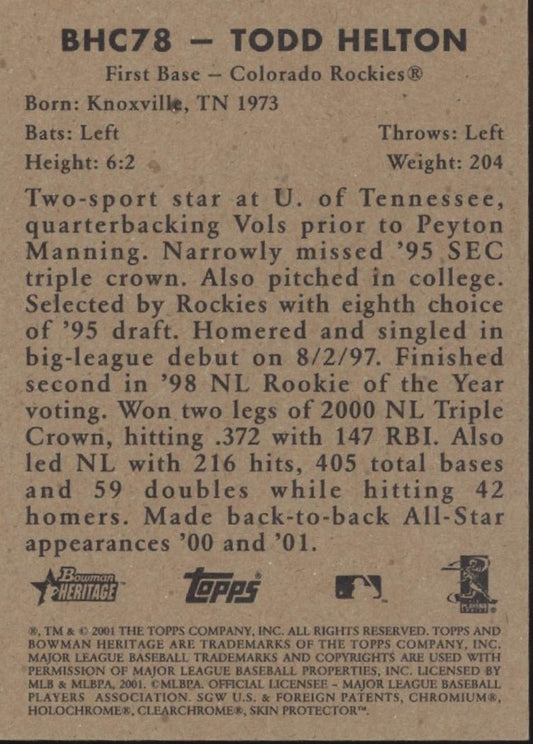 BHC78 – TODD HELTON
First Base – Colorado Rockies®
Born: Knoxville, TN 1973
Bats: Left Throws: Left
Height: 6:2 Weight: 204
Two-sport star at U. of Tennessee,
quarterbacking Vols prior to Peyton
Manning. Narrowly missed '95 SEC
triple crown. Also pitched in college.
Selected by Rockies with eighth choice
of '95 draft. Homered and singled in
big-league debut on 8/2/97. Finished
second in '98 NL Rookie of the Year
voting. Won two legs of 2000 NL Triple
Crown, hitting .372 with 147 RBI. Also
led NL with 216 hits, 405 total bases
and 59 doubles while hitting 42
homers. Made back-to-back All-Star
appearances '00 and '01.
Bowman
HERITAGE
Topps
®, TM & © 2001 THE TOPPS COMPANY, INC. ALL RIGHTS RESERVED. TOPPS AND
BOWMAN HERITAGE ARE TRADEMARKS OF THE TOPPS COMPANY, INC.
MAJOR LEAGUE BASEBALL TRADEMARKS AND COPYRIGHTS ARE USED WITH
PERMISSION OF MAJOR LEAGUE BASEBALL PROPERTIES, INC. LICENSED BY
MLB & MLBPA, 2001. ©MLBPA. OFFICIAL LICENSEE – MAJOR LEAGUE BASEBALL
PLAYERS ASSOCIATION. SGW U.S. & FOREIGN PATENTS, CHROMIUM®,
HOLOCHROME®, CLEARCHROME®, SKIN PROTECTOR™.